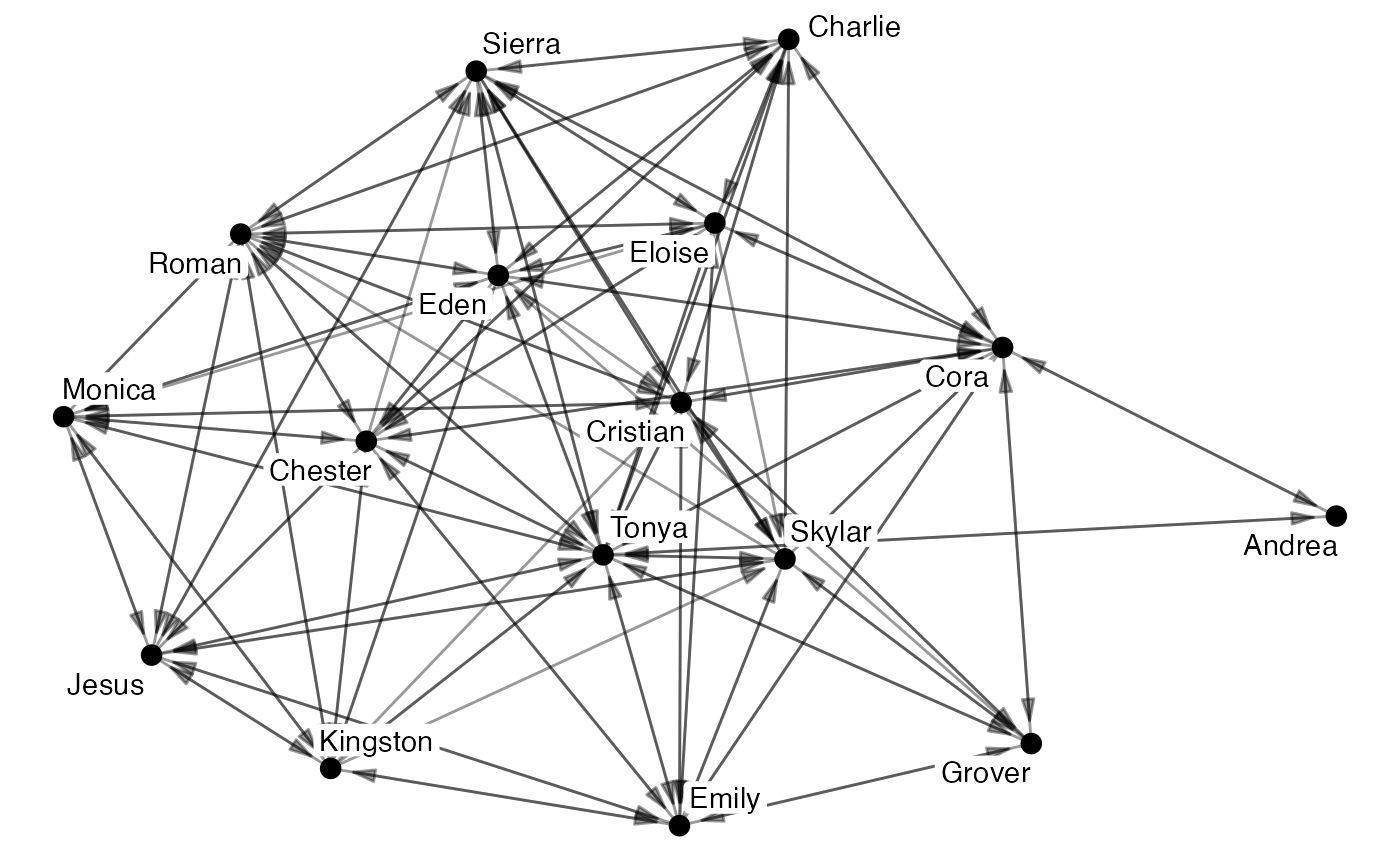 Charlie
Sierra
Eloise
Roman
Eden
Cora
Monica
Cristian
Chester
Tonya
Skylar
Andrea
Jesus
Kingston
Grover
Emily